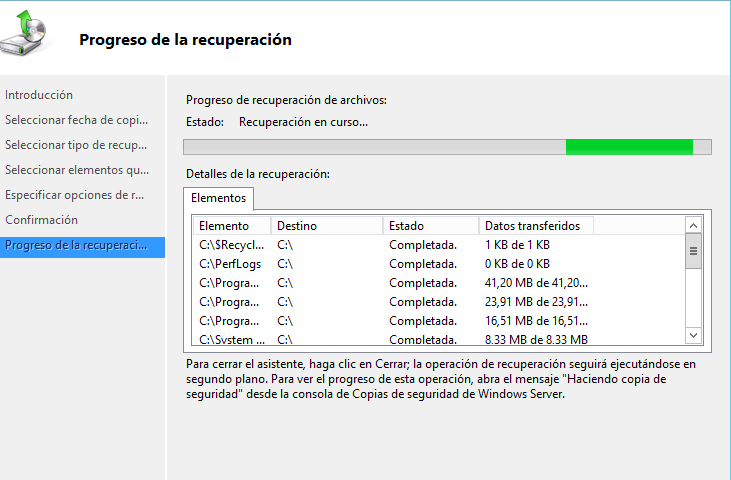 Progreso de la recuperación
Introducción
Seleccionar fecha de copi...
Seleccionar tipo de recup...
Seleccionar elementos qu...
Especificar opciones de r...
Confirmación
Progreso de la recuperaci...
Progreso de recuperación de archivos:
Estado: Recuperación en curso...
Detalles de la recuperación:
Elementos
Elemento Destino Estado Datos transferidos
C:\$Recycl... C:\ Completada. 1 KB de 1 KB
C:\PerfLogs C:\ Completada. 0 KB de 0 KB
C:\Progra... C:\ Completada. 41,20 MB de 41,20...
C:\Progra... C:\ Completada. 23,91 MB de 23,91...
C:\Progra... C:\ Completada. 16,51 MB de 16,51...
C:\System ... C:\ Completada. 8,33 MB de 8,33 MB
Para cerrar el asistente, haga clic en Cerrar; la operación de recuperación seguirá ejecutándose en
segundo plano. Para ver el progreso de esta operación, abra el mensaje "Haciendo copia de
seguridad" desde la consola de Copias de seguridad de Windows Server.